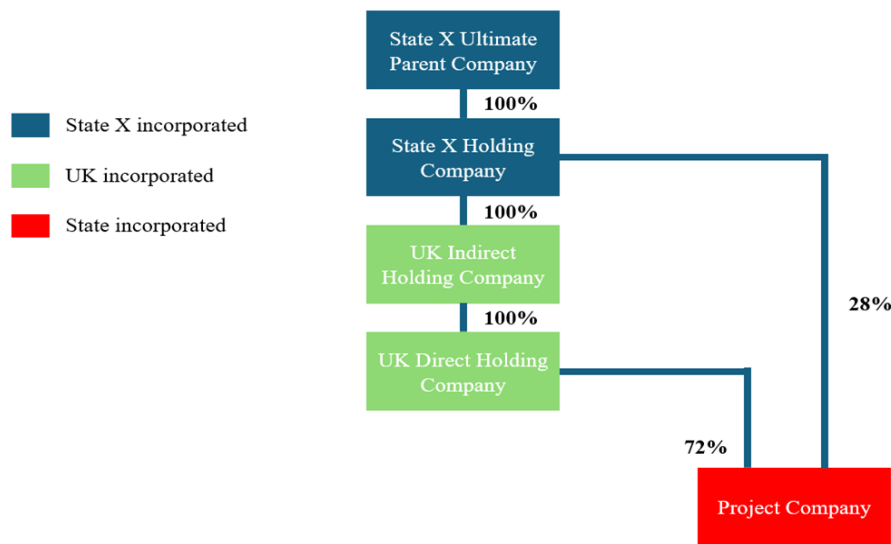 State X Ultimate
Parent Company
100%
State X incorporated
State X Holding
Company
UK incorporated
100%
State incorporated
UK Indirect
Holding Company
28%
100%
UK Direct Holding
Company
72%
Project Company